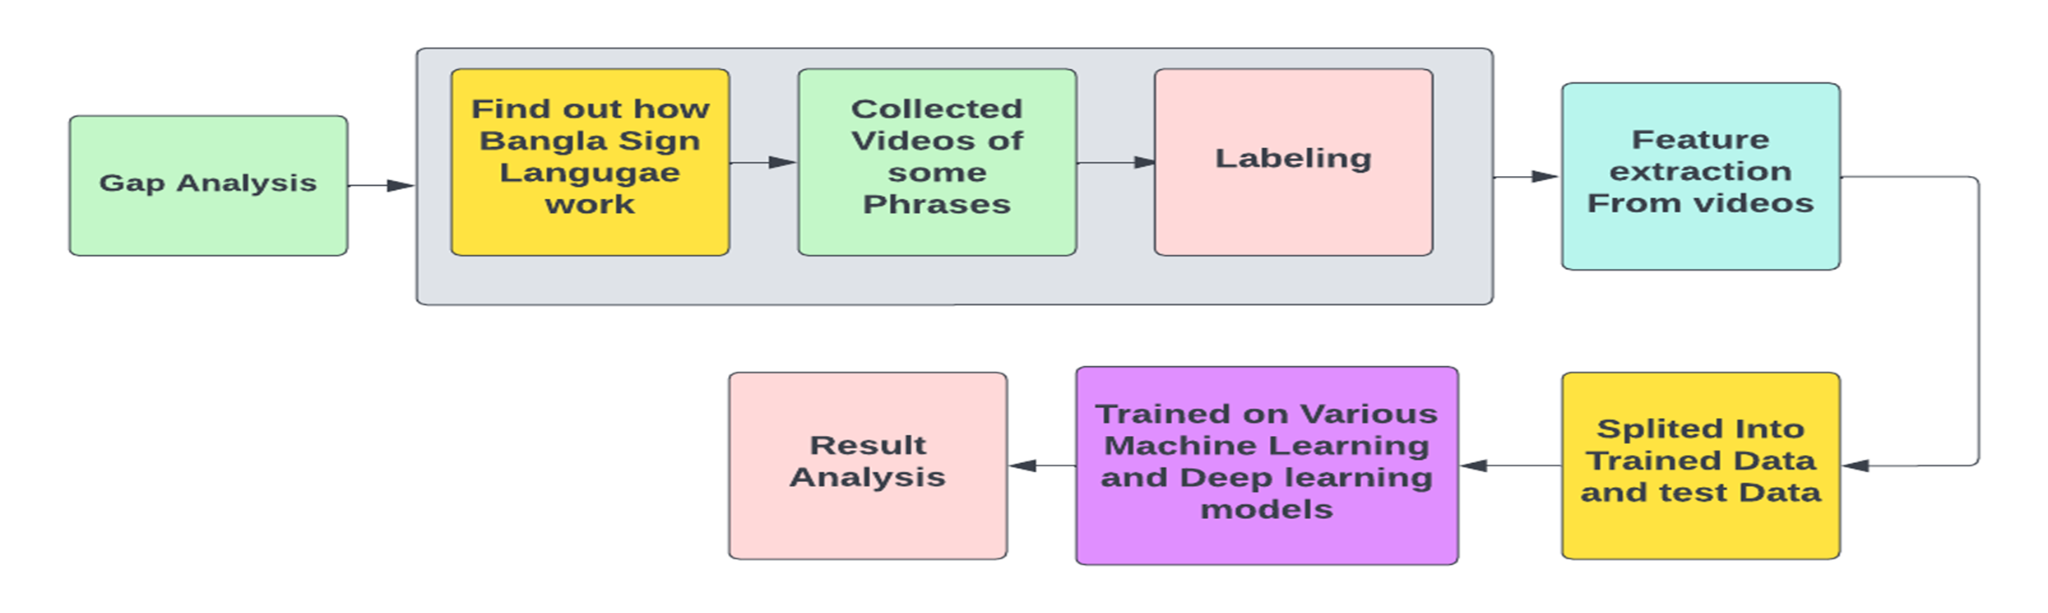 Gap Analysis
Find out how
Bangla Sign
Langugae
work
Collected
Videos of
some
Phrases
Labeling
Feature
extraction
From videos
Splited Into
Trained Data
and test Data
Trained on Various
Machine Learning
and Deep learning
models
Result
Analysis